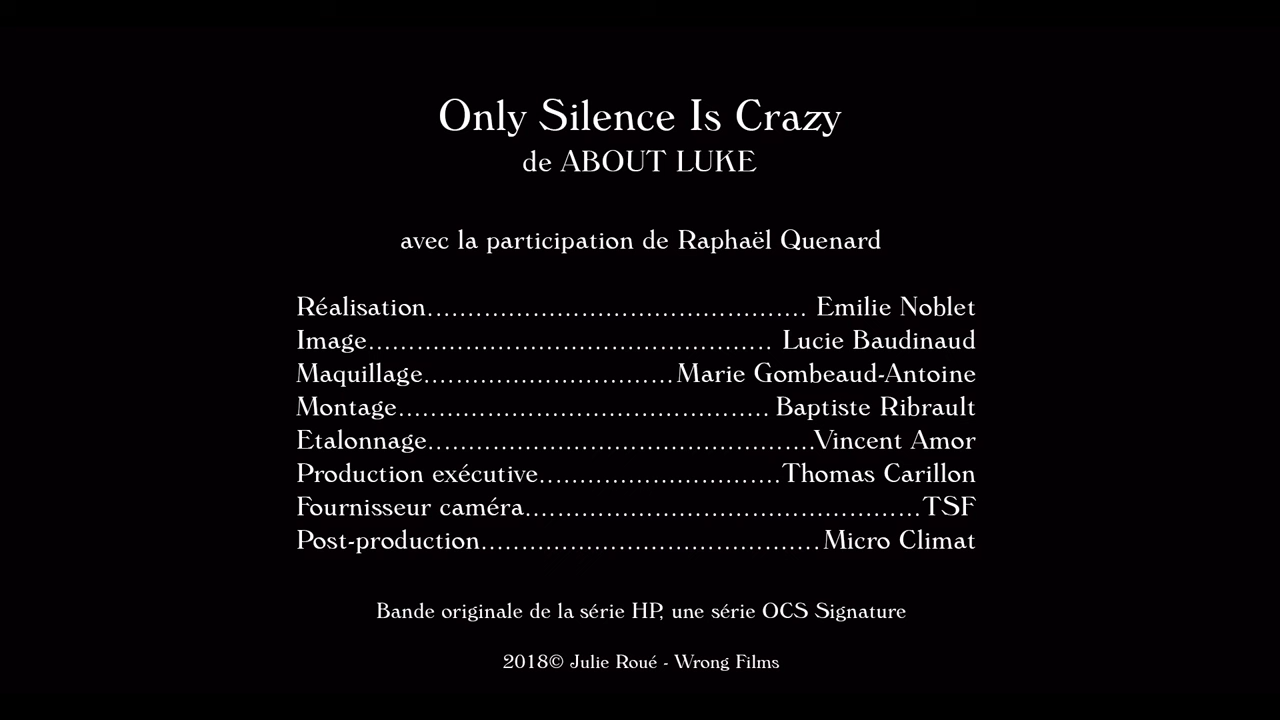 Only Silence Is Crazy
de ABOUT LUKE
avec la participation de Raphaël Quenard
Réalisation............................................... Emilie Noblet
Image.................................................. Lucie Baudinaud
Maquillage...............................Marie Gombeaud-Antoine
Montage.............................................. Baptiste Ribrault
Etalonnage................................................Vincent Amor
Production exécutive..............................Thomas Carillon
Fournisseur caméra.................................................TSF
Post-production..........................................Micro Climat
Bande originale de la série HP, une série OCS Signature
2018© Julie Roué - Wrong Films